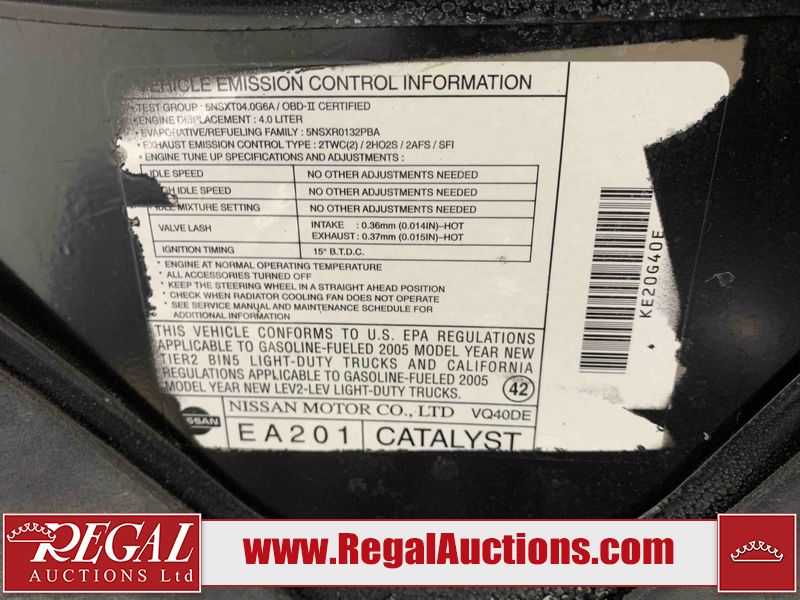 VEHICLE EMISSION CONTROL INFORMATION
• TEST GROUP : 5NSXT04.0G6A / OBD-II CERTIFIED
• ENGINE DISPLACEMENT : 4.0 LITER
• EVAPORATIVE/REFUELING FAMILY : 5NSXR0132PBA
• EXHAUST EMISSION CONTROL TYPE : 2TWC(2) / 2HO2S / 2AFS / SFI
• ENGINE TUNE UP SPECIFICATIONS AND ADJUSTMENTS
IDLE SPEED NO OTHER ADJUSTMENTS NEEDED
HIGH IDLE SPEED NO OTHER ADJUSTMENTS NEEDED
IDLE MIXTURE SETTING NO OTHER ADJUSTMENTS NEEDED
VALVE LASH INTAKE : 0.36mm (0.014IN)–HOT
EXHAUST : 0.37mm (0.015IN)–HOT
IGNITION TIMING 15° B.T.D.C.
* ENGINE AT NORMAL OPERATING TEMPERATURE
* ALL ACCESSORIES TURNED OFF
* KEEP THE STEERING WHEEL IN A STRAIGHT AHEAD POSITION
* CHECK WHEN RADIATOR COOLING FAN DOES NOT OPERATE
* SEE SERVICE MANUAL AND MAINTENANCE SCHEDULE FOR
ADDITIONAL INFORMATION
THIS VEHICLE CONFORMS TO U.S. EPA REGULATIONS
APPLICABLE TO GASOLINE-FUELED 2005 MODEL YEAR NEW
TIER2 BIN5 LIGHT-DUTY TRUCKS AND CALIFORNIA
REGULATIONS APPLICABLE TO GASOLINE-FUELED 2005
MODEL YEAR NEW LEV2-LEV LIGHT-DUTY TRUCKS.
42
NISSAN
NISSAN MOTOR CO., LTD VQ40DE
EA201 CATALYST
KE20G40E
REGAL
AUCTIONS Ltd
www.RegalAuctions.com